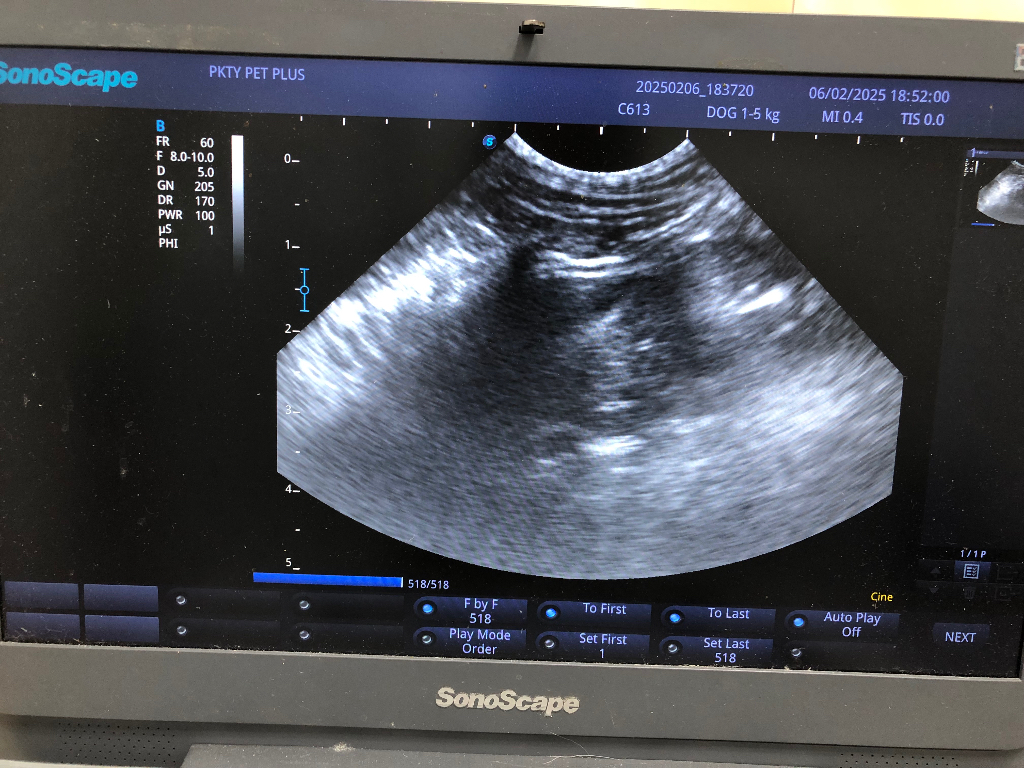 SonoScape
PKTY PET PLUS
20250206_183720
06/02/2025 18:52:00
C613
DOG 1-5 kg
MI 0.4
TIS 0.0
B
FR 60
F 8.0-10.0
D 5.0
GN 205
DR 170
PWR 100
µS 1
PHI
S
0
1
2
3
4
5
518/518
1/1 P
Cine
F by F
518
To First
To Last
Auto Play
Off
Play Mode
Order
Set First
1
Set Last
518
NEXT
SonoScape